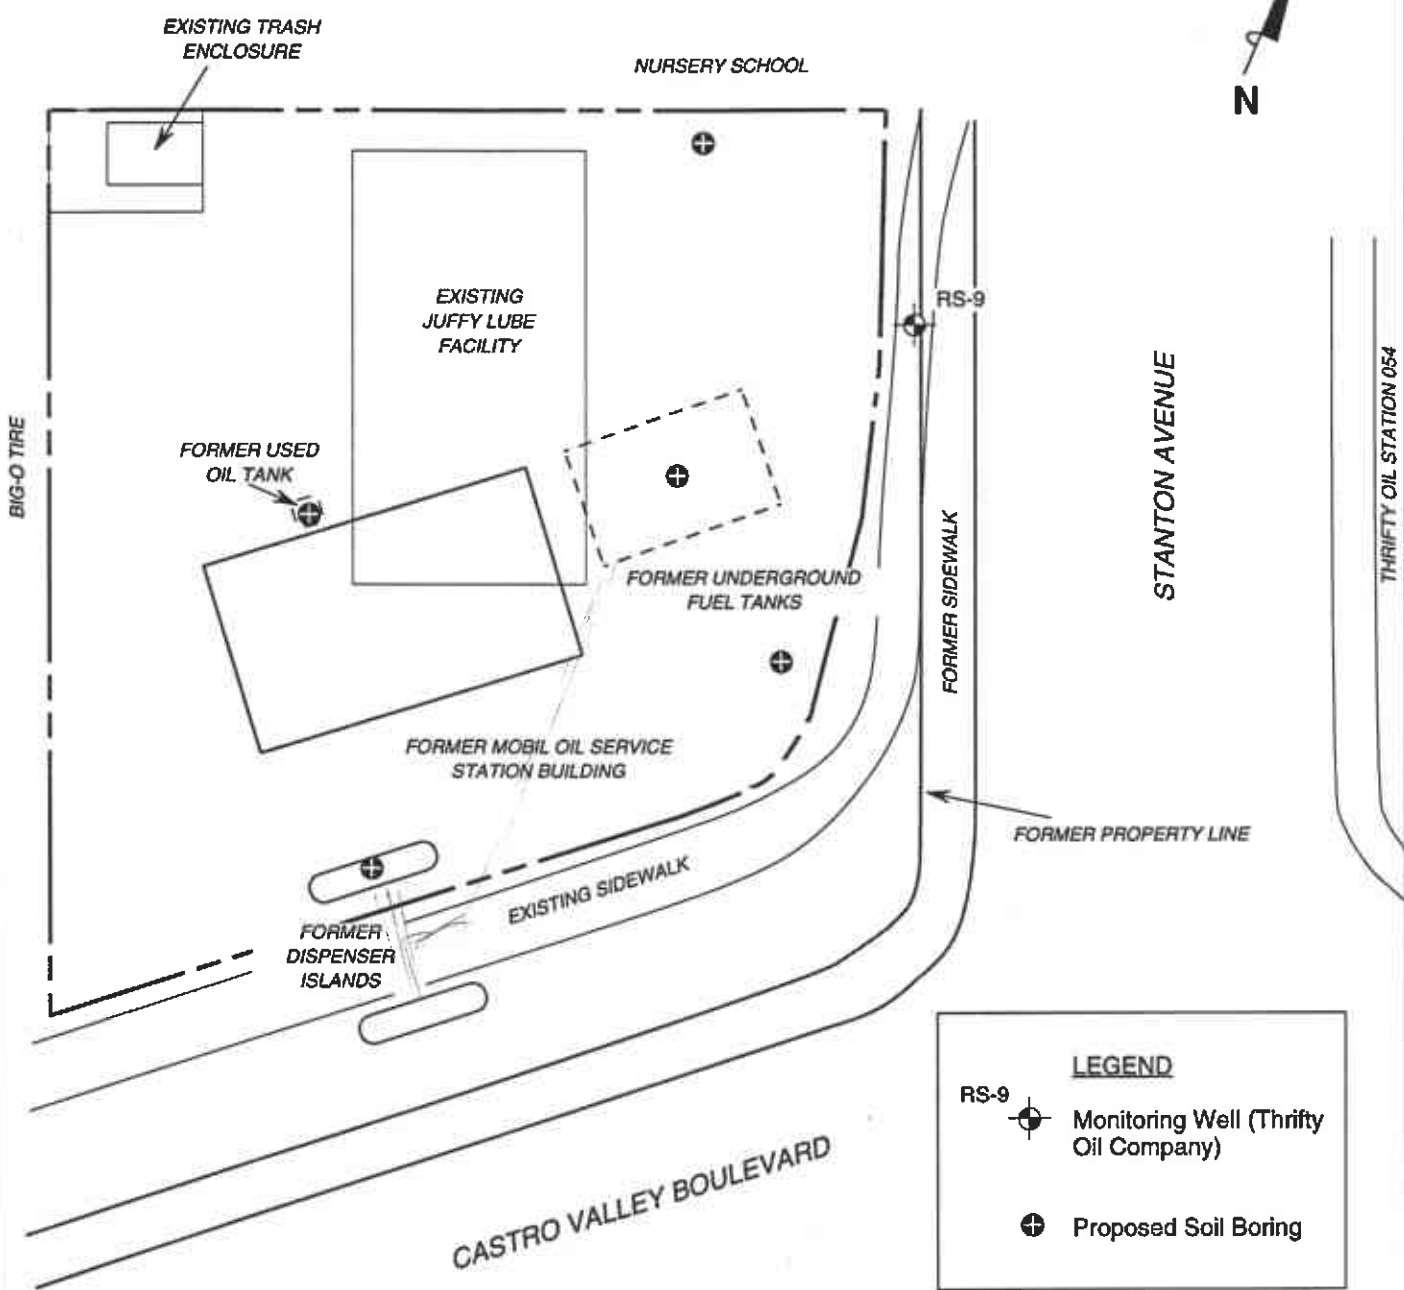 EXISTING TRASH
ENCLOSURE
NURSERY SCHOOL
N
EXISTING
JUFFY LUBE
FACILITY
RS-9
BIG-O TIRE
FORMER USED
OIL TANK
STANTON AVENUE
THRIFTY OIL STATION 054
FORMER SIDEWALK
FORMER UNDERGROUND
FUEL TANKS
FORMER MOBIL OIL SERVICE
STATION BUILDING
FORMER PROPERTY LINE
EXISTING SIDEWALK
FORMER
DISPENSER
ISLANDS
CASTRO VALLEY BOULEVARD
LEGEND
RS-9
Monitoring Well (Thrifty
Oil Company)
Proposed Soil Boring